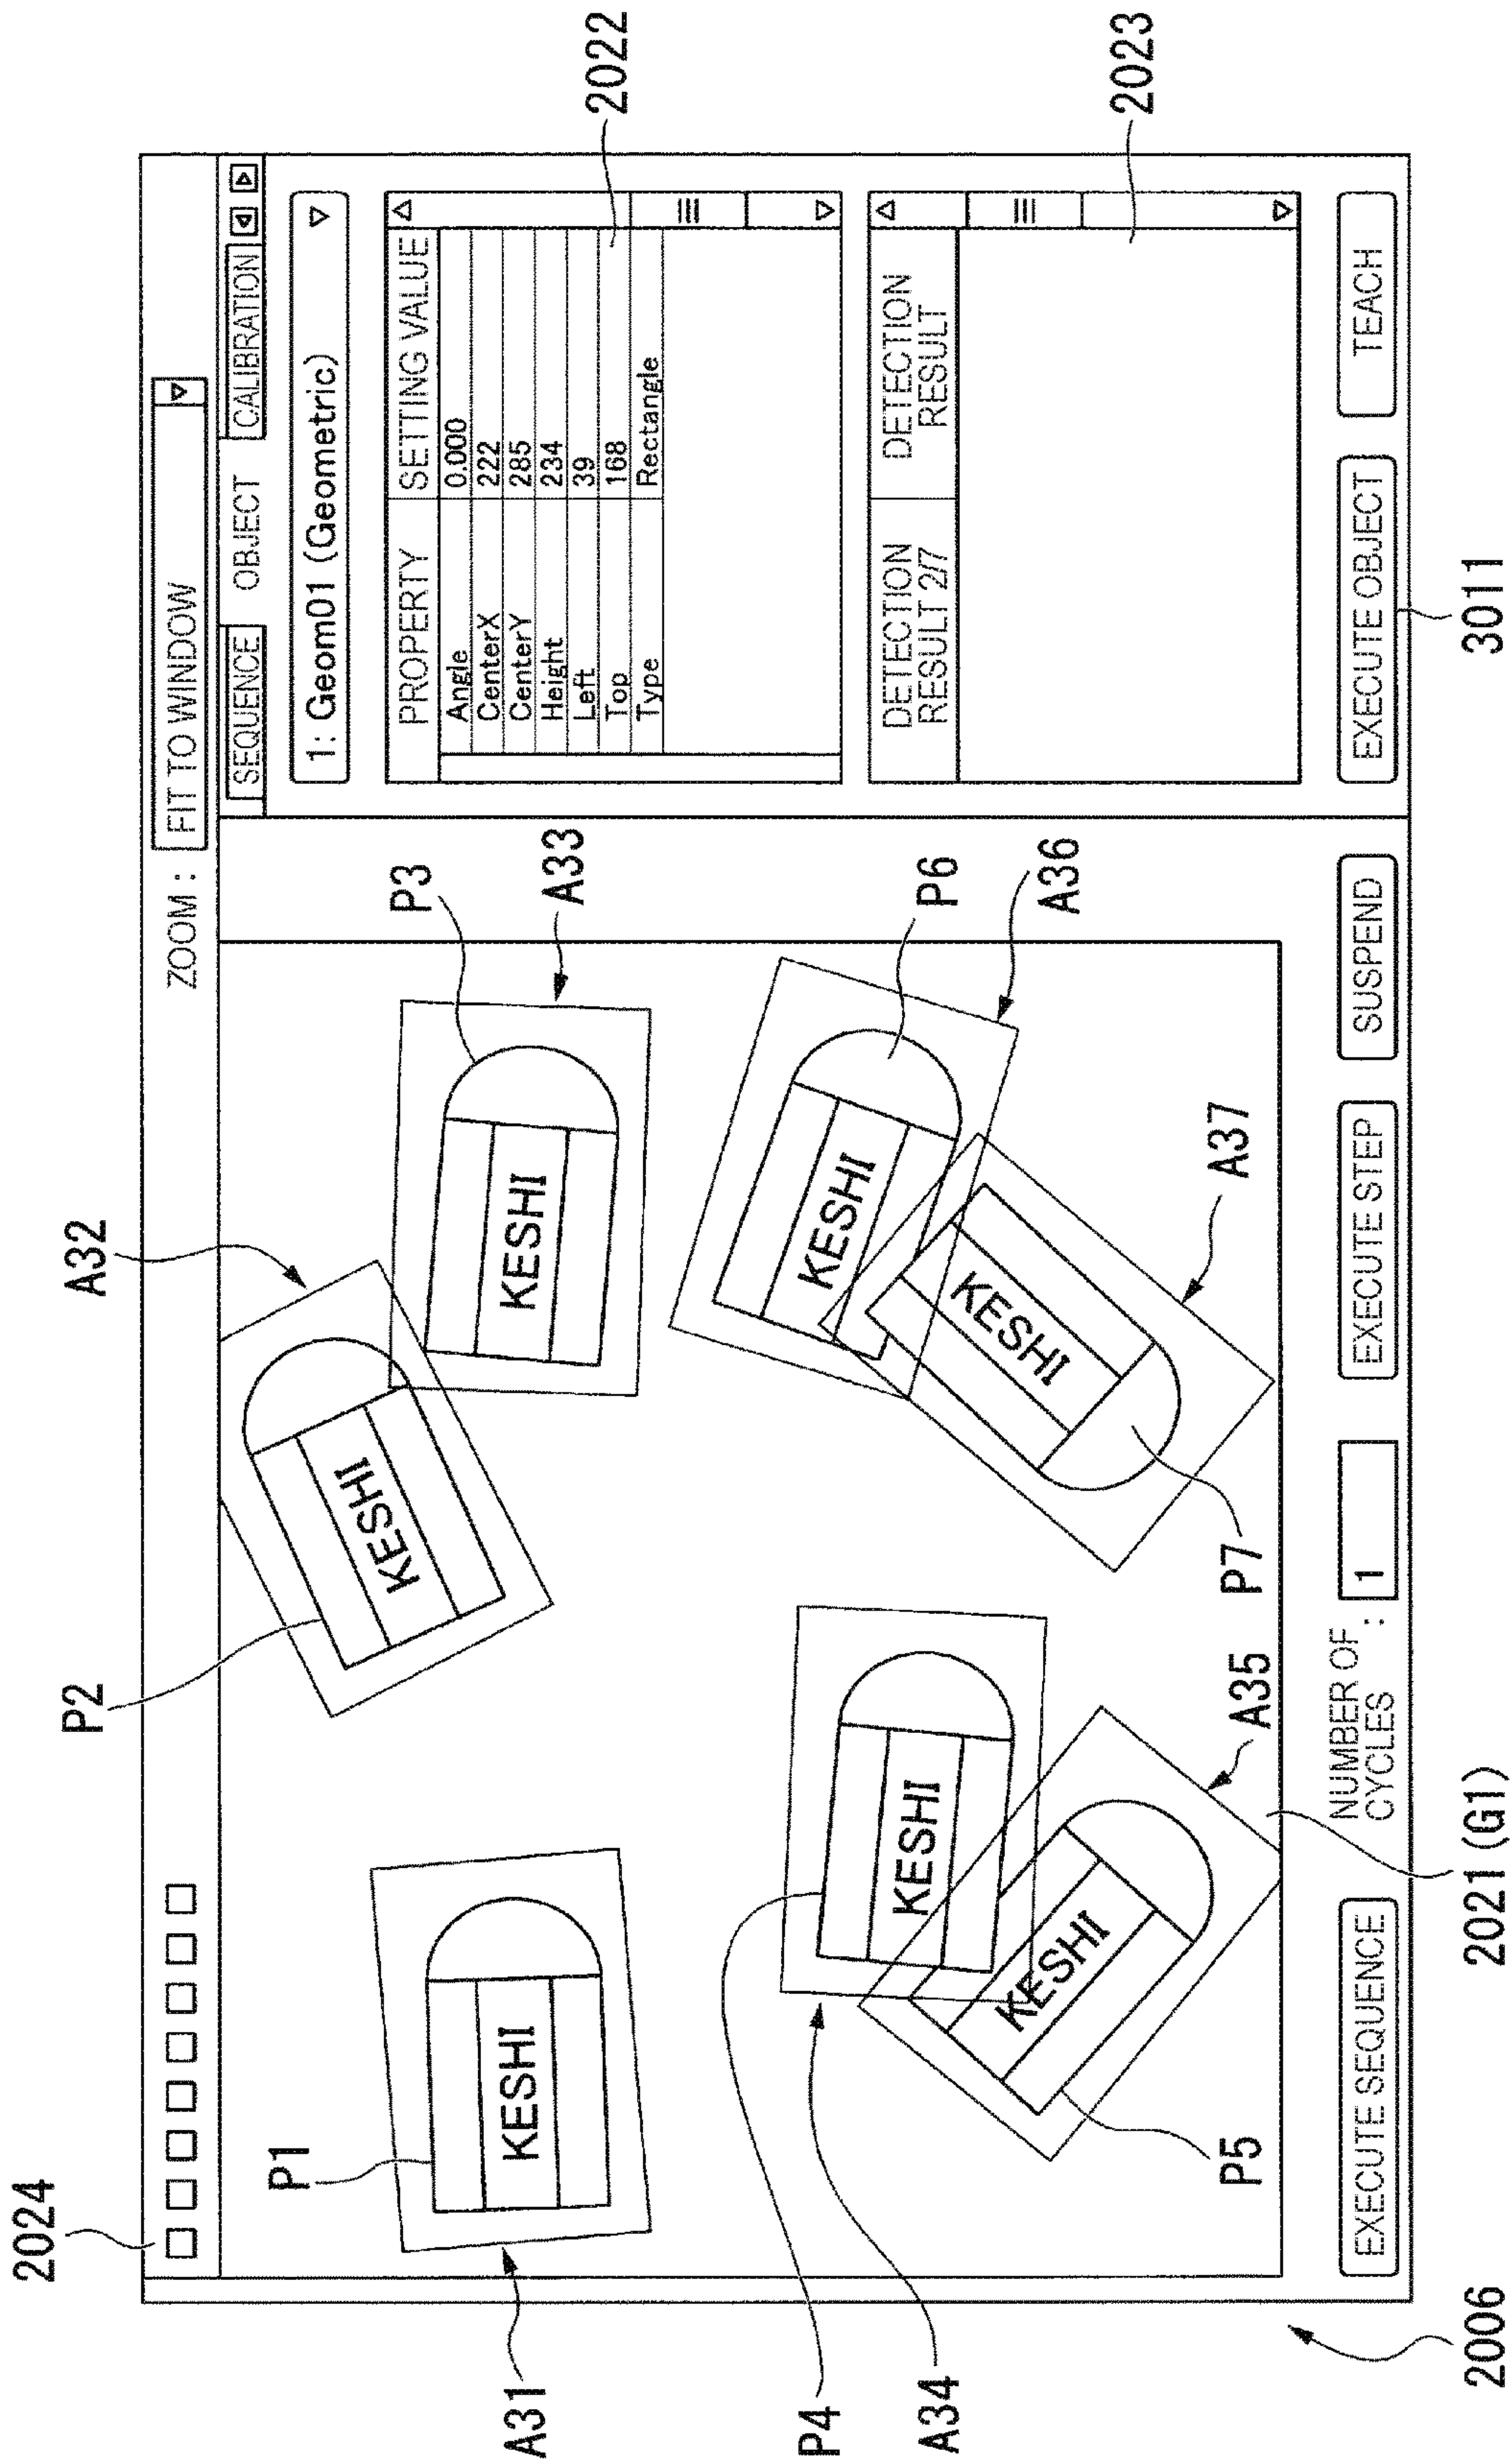 2024
A32
P2
2022
ZOOM : FIT TO WINDOW
SEQUENCE OBJECT CALIBRATION
1: Geom01 (Geometric)
PROPERTY SETTING VALUE
Angle 0.000
CenterX 222
CenterY 285
Height 234
Left 39
Top 168
Type Rectangle
P1
P3
A33
KESHI
KESHI
KESHI
A31
2023
DETECTION RESULT 2/7
DETECTION RESULT
P6
A36
KESHI
KESHI
KESHI
KESHI
A37
P4
A34
P5
P7
A35
EXECUTE SEQUENCE
NUMBER OF CYCLES : 1
EXECUTE STEP
SUSPEND
EXECUTE OBJECT
TEACH
2006
2021 (G1)
3011